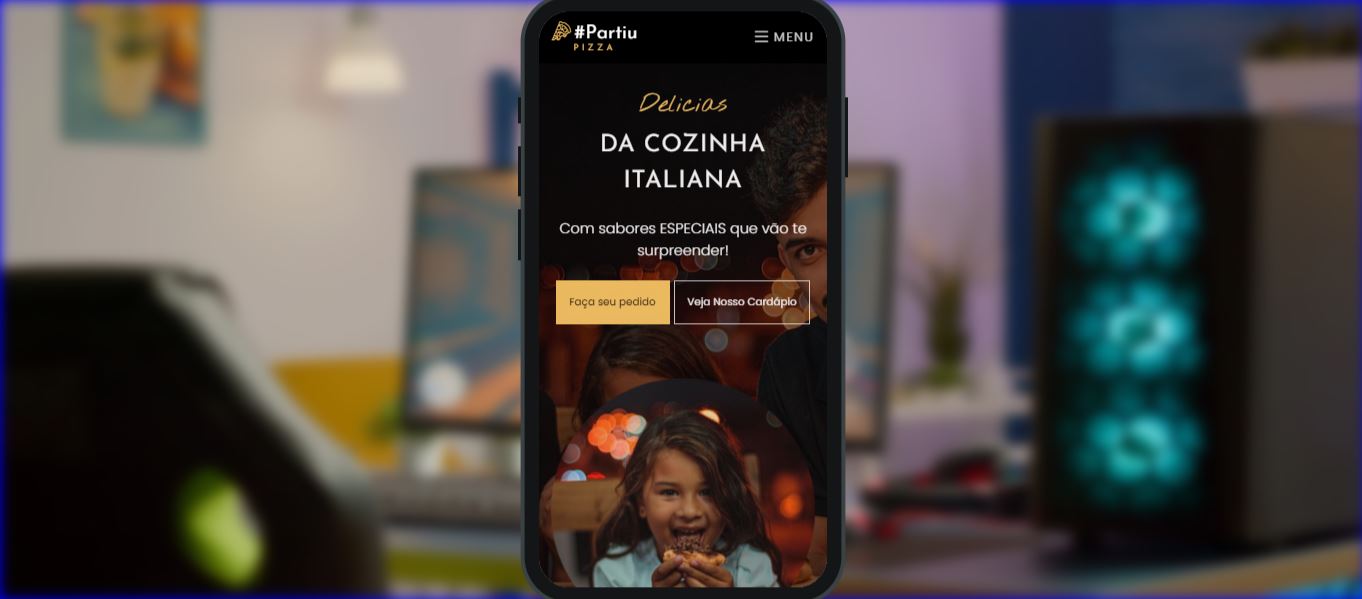 #Partiu
PIZZA
MENU
Delicias
DA COZINHA
ITALIANA
Com sabores ESPECIAIS que vão te
surpreender!
Faça seu pedido
Veja Nosso Cardápio